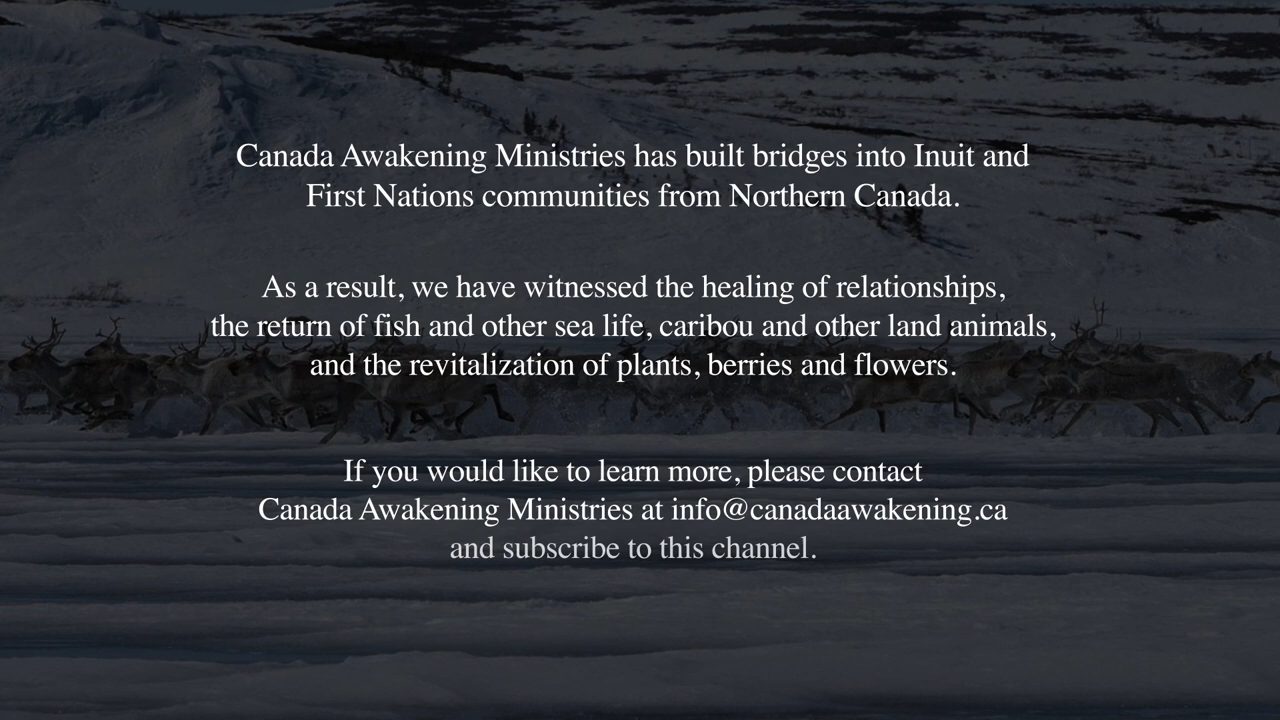 Canada Awakening Ministries has built bridges into Inuit and
First Nations communities from Northern Canada.
As a result, we have witnessed the healing of relationships,
the return of fish and other sea life, caribou and other land animals,
and the revitalization of plants, berries and flowers.
If you would like to learn more, please contact
Canada Awakening Ministries at info@canadaawakening.ca
and subscribe to this channel.